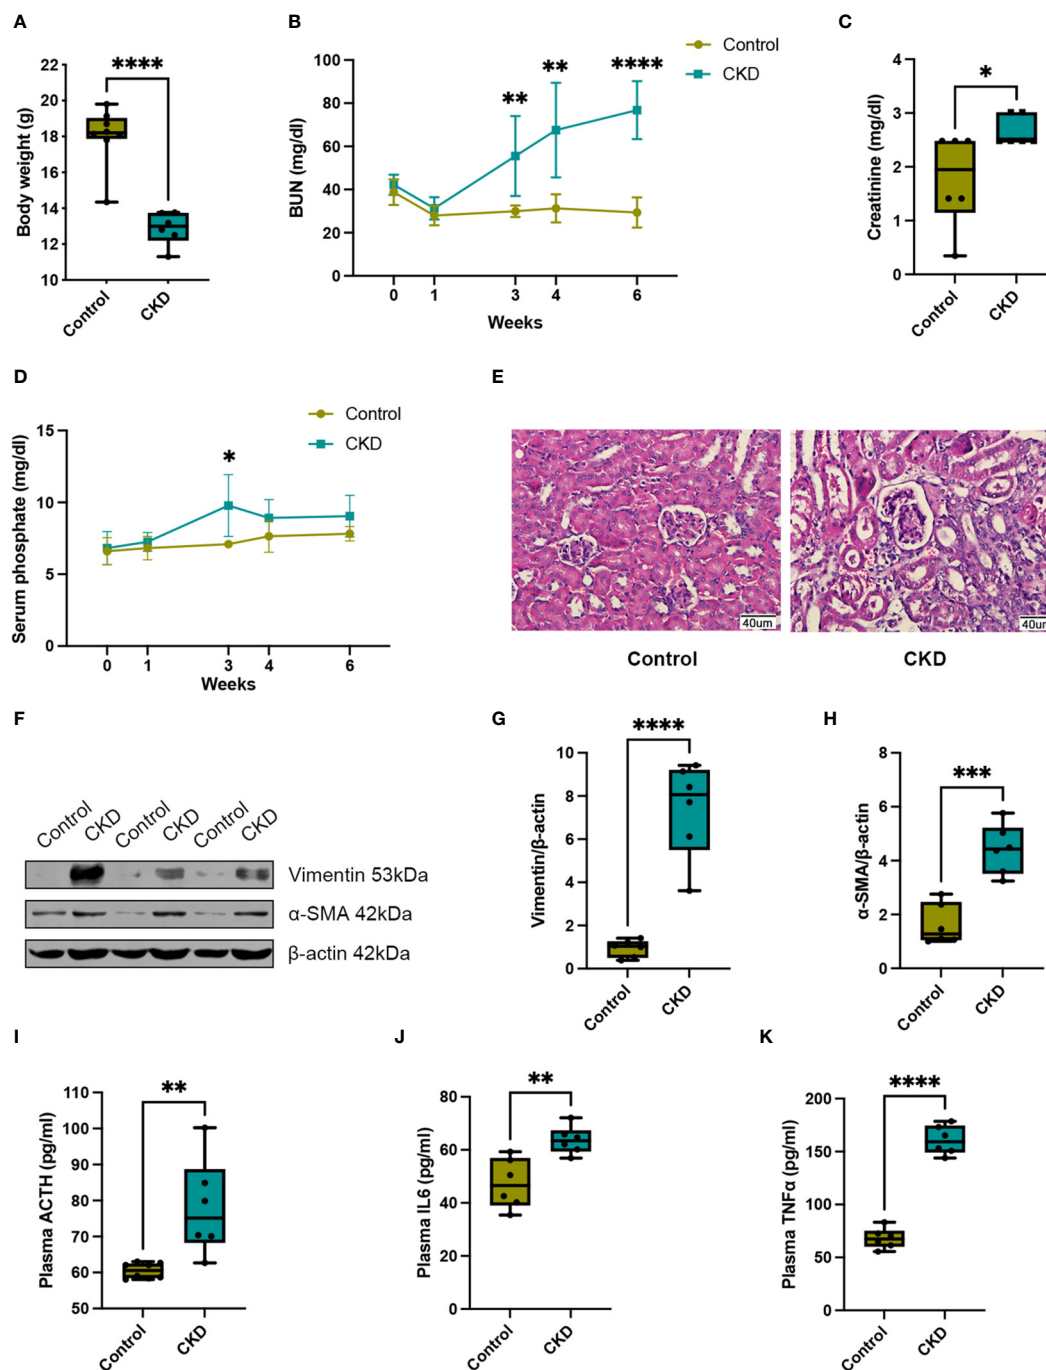 A
Body weight (g)
22
20
18
16
14
12
10
****
Control
CKD
B
BUN (mg/dl)
100
80
60
40
20
0
**
**
****
0 1 3 4 6
Weeks
Control
CKD
C
Creatinine (mg/dl)
4
3
2
1
0
*
Control
CKD
D
Serum phosphate (mg/dl)
15
10
5
0
*
0 1 3 4 6
Weeks
Control
CKD
E
40um
40um
Control
CKD
F
Control CKD Control CKD Control CKD
Vimentin 53kDa
α-SMA 42kDa
β-actin 42kDa
G
Vimentin/β-actin
10
8
6
4
2
0
****
Control
CKD
H
α-SMA/β-actin
8
6
4
2
0
***
Control
CKD
I
Plasma ACTH (pg/ml)
110
100
90
80
70
60
50
**
Control
CKD
J
Plasma IL6 (pg/ml)
80
60
40
20
0
**
Control
CKD
K
Plasma TNFα (pg/ml)
200
150
100
50
0
****
Control
CKD